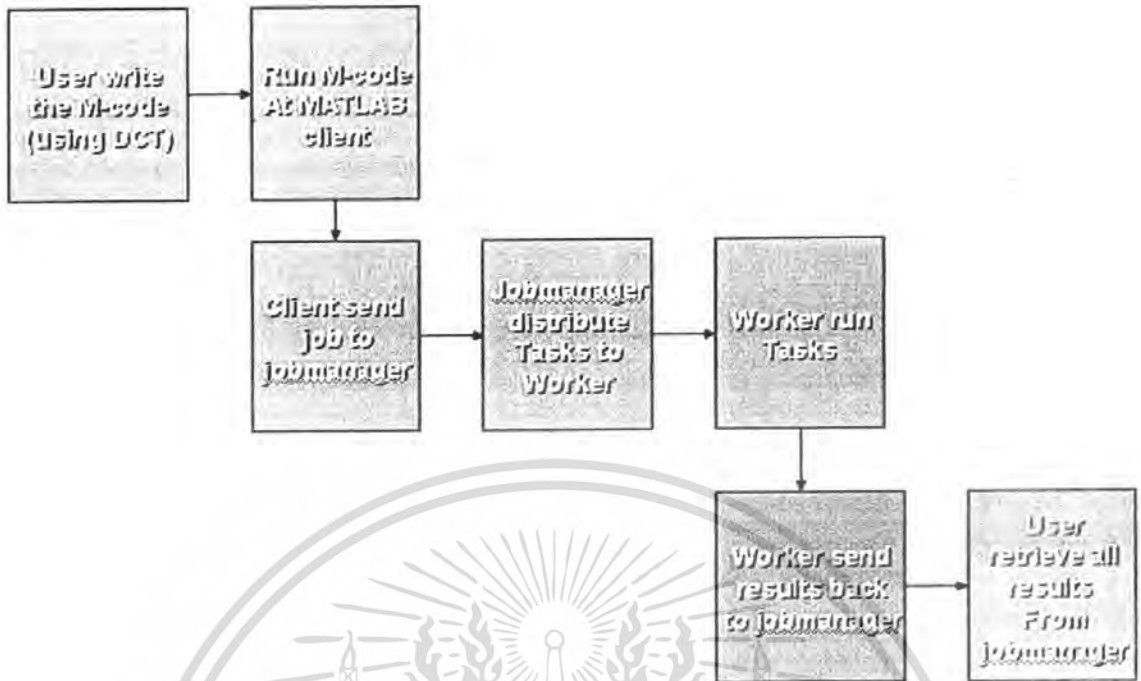 User write
the M-code
(using DCT)
Run M-code
At MATLAB
client
Client send
job to
jobmanager
Jobmanager
distribute
Tasks to
Worker
Worker run
Tasks
Worker send
results back
to jobmanager
User
retrieve all
results
From
jobmanager